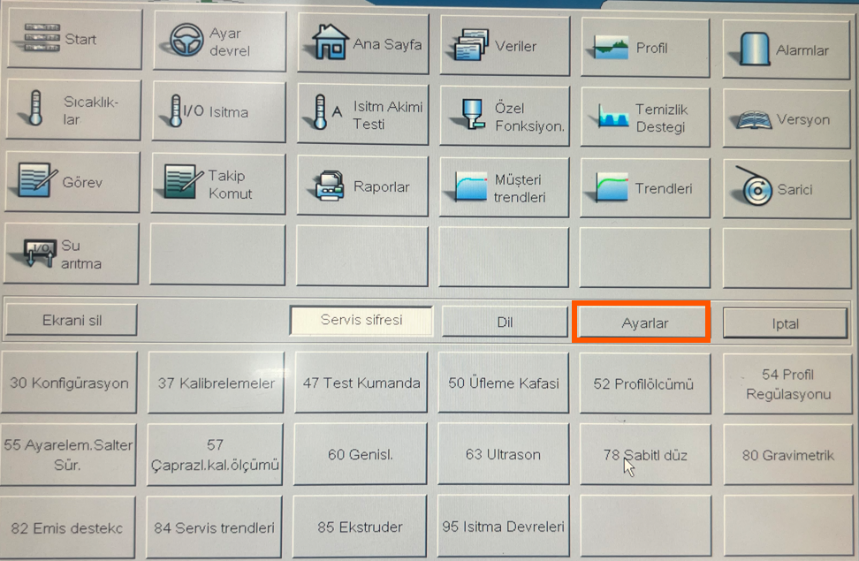 Start
Ayar
devrel
Ana Sayfa
Veriler
Profil
Alarmlar
Sıcaklık-
lar
I/O Isitma
A
Isitm Akimi
Testi
Özel
Fonksiyon.
Temizlik
Destegi
Versyon
Görev
Takip
Komut
Raporlar
Müşteri
trendleri
Trendleri
Sarici
I/O
Su
arıtma
Ekrani sil
Servis sifresi
Dil
Ayarlar
Iptal
30 Konfigürasyon
37 Kalibrelemeler
47 Test Kumanda
50 Üfleme Kafasi
52 Profilölcümü
54 Profil
Regülasyonu
55 Ayarelem.Salter
Sür.
57
Çaprazl.kal.ölçümü
60 Genisl.
63 Ultrason
78 Sabitl düz
80 Gravimetrik
82 Emis destekc
84 Servis trendleri
85 Ekstruder
95 Isitma Devreleri